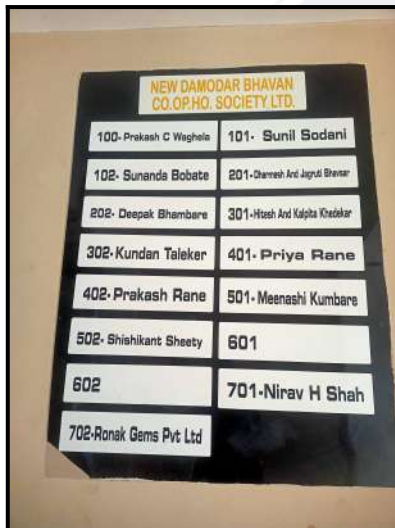 NEW DAMODAR BHAVAN
CO.OP.HO. SOCIETY LTD.
100- Prakash C Waghela
101- Sunil Sodani
102- Sunanda Bobate
201-Dharmesh And Jagruti Bhavsar
202- Deepak Bhambare
301-Hitesh And Kalpita Khedekar
302-Kundan Taleker
401- Priya Rane
402-Prakash Rane
501- Meenashi Kumbare
502- Shishikant Sheety
601
602
701-Nirav H Shah
702-Ronak Gems Pvt Ltd